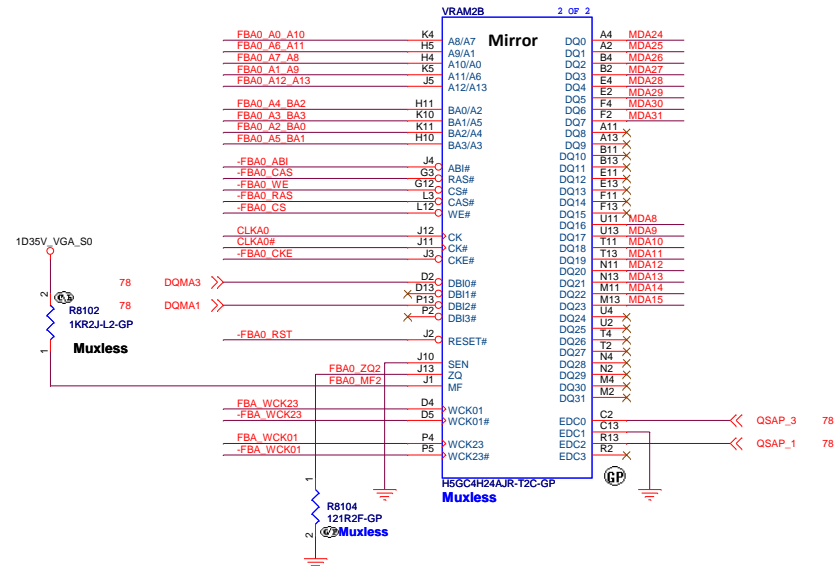 VRAM2B 2 OF 2
Mirror
FBA0_A0_A10 K4 A8/A7 DQ0 A4 MDA24
FBA0_A6_A11 H5 A9/A1 DQ1 A2 MDA25
FBA0_A7_A8 H4 A10/A0 DQ2 B4 MDA26
FBA0_A1_A9 K5 A11/A6 DQ3 B2 MDA27
FBA0_A12_A13 J5 A12/A13 DQ4 E4 MDA28
DQ5 E2 MDA29
FBA0_A4_BA2 H11 BA0/A2 DQ6 F4 MDA30
FBA0_A3_BA3 K10 BA1/A5 DQ7 F2 MDA31
FBA0_A2_BA0 K11 BA2/A4 DQ8 A11
FBA0_A5_BA1 H10 BA3/A3 DQ9 A13
DQ10 B11
-FBA0_ABI J4 ABI# DQ11 B13
-FBA0_CAS G3 RAS# DQ12 E11
-FBA0_WE G12 CS# DQ13 E13
-FBA0_RAS L3 CAS# DQ14 F11
-FBA0_CS L12 WE# DQ15 F13
DQ16 U11 MDA8
CLKA0 J12 CK DQ17 U13 MDA9
CLKA0# J11 CK# DQ18 T11 MDA10
-FBA0_CKE J3 CKE# DQ19 T13 MDA11
DQ20 N11 MDA12
78 DQMA3 D2 DBI0# DQ21 N13 MDA13
D13 DBI1# DQ22 M11 MDA14
78 DQMA1 P13 DBI2# DQ23 M13 MDA15
P2 DBI3# DQ24 U4
DQ25 U2
-FBA0_RST J2 RESET# DQ26 T4
DQ27 T2
J10 SEN DQ28 N4
FBA0_ZQ2 J13 ZQ DQ29 N2
FBA0_MF2 J1 MF DQ30 M4
DQ31 M2
FBA_WCK23 D4 WCK01
-FBA_WCK23 D5 WCK01# EDC0 C2 QSAP_3 78
EDC1 C13
FBA_WCK01 P4 WCK23 EDC2 R13 QSAP_1 78
-FBA_WCK01 P5 WCK23# EDC3 R2
GP
H5GC4H24AJR-T2C-GP
Muxless
1D35V_VGA_S0
2
R8102
1KR2J-L2-GP
1
Muxless
1
R8104
121R2F-GP
2
Muxless